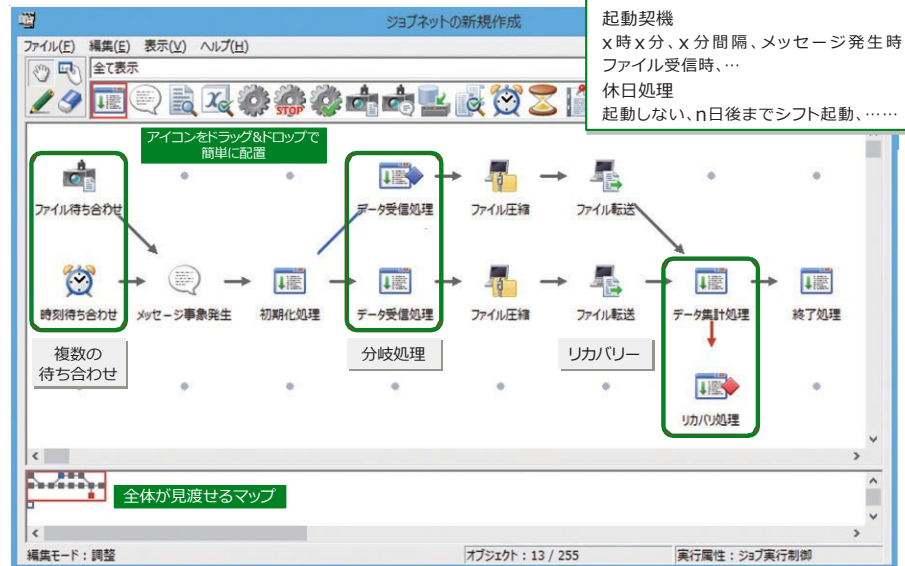 ジョブネットの新規作成
起動契機
x時x分、x分間隔、メッセージ発生時
ファイル受信時、…
休日処理
起動しない、n日後までシフト起動、……
ファイル(F) 編集(E) 表示(V) ヘルプ(H)
全て表示
STOP
アイコンをドラッグ&ドロップで
簡単に配置
ファイル待ち合わせ
データ受信処理
ファイル圧縮
ファイル転送
時刻待ち合わせ
メッセージ事象発生
初期化処理
データ受信処理
ファイル圧縮
ファイル転送
データ集計処理
終了処理
複数の
待ち合わせ
分岐処理
リカバリー
リカバリ処理
全体が見渡せるマップ
編集モード：調整
オブジェクト：13 / 255
実行属性：ジョブ実行制御